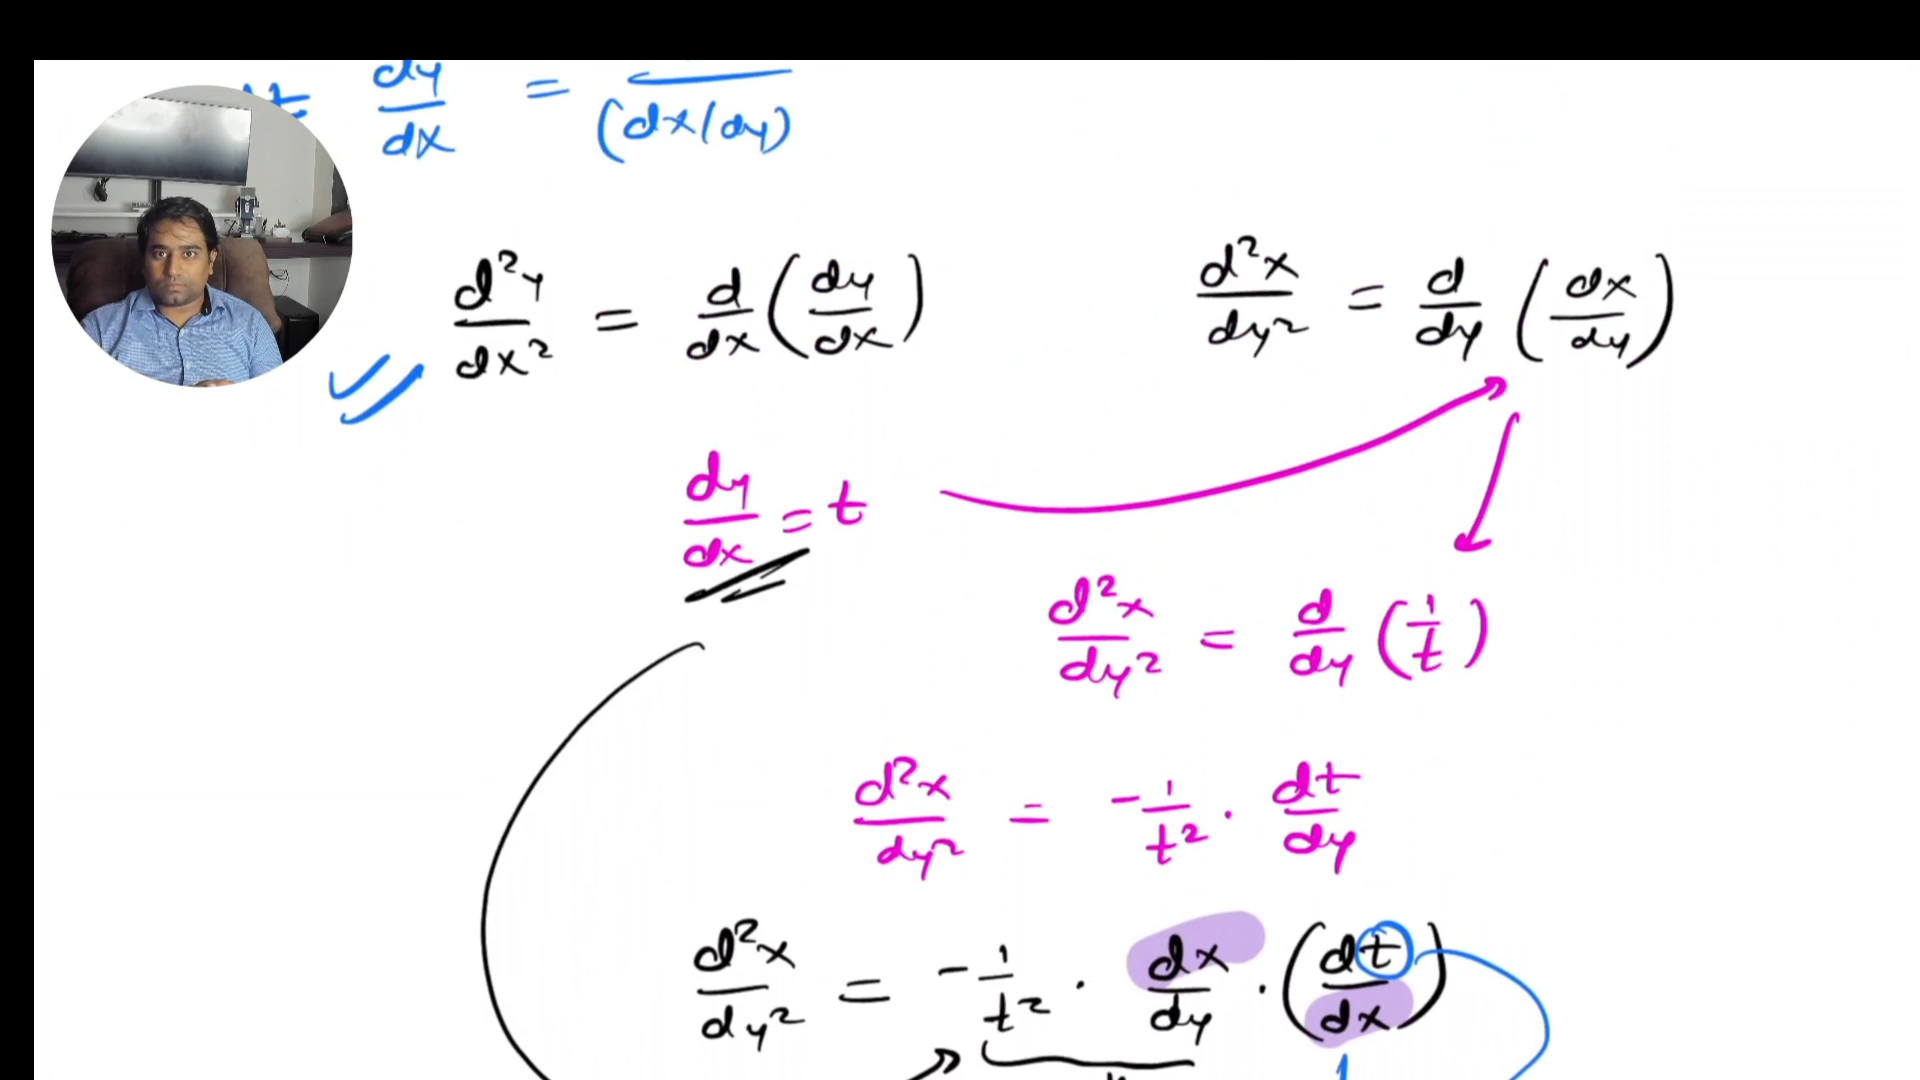 dy/dx = ‾/(dx/dy)
d²y/dx² = d/dx (dy/dx)
d²x/dy² = d/dy (dx/dy)
dy/dx = t
d²x/dy² = d/dy (1/t)
d²x/dy² = -1/t² · dt/dy
d²x/dy² = -1/t² · dx/dy · (dt/dx)